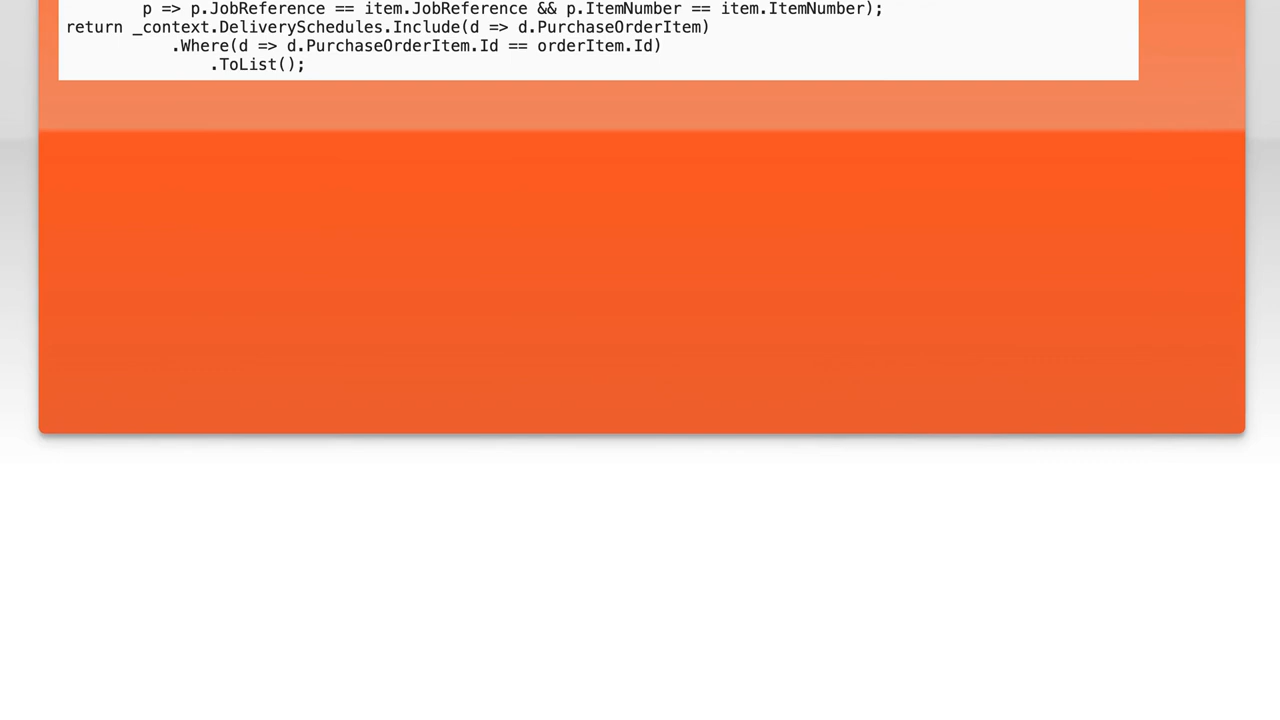 p => p.JobReference == item.JobReference && p.ItemNumber == item.ItemNumber);
return _context.DeliverySchedules.Include(d => d.PurchaseOrderItem)
.Where(d => d.PurchaseOrderItem.Id == orderItem.Id)
.ToList();